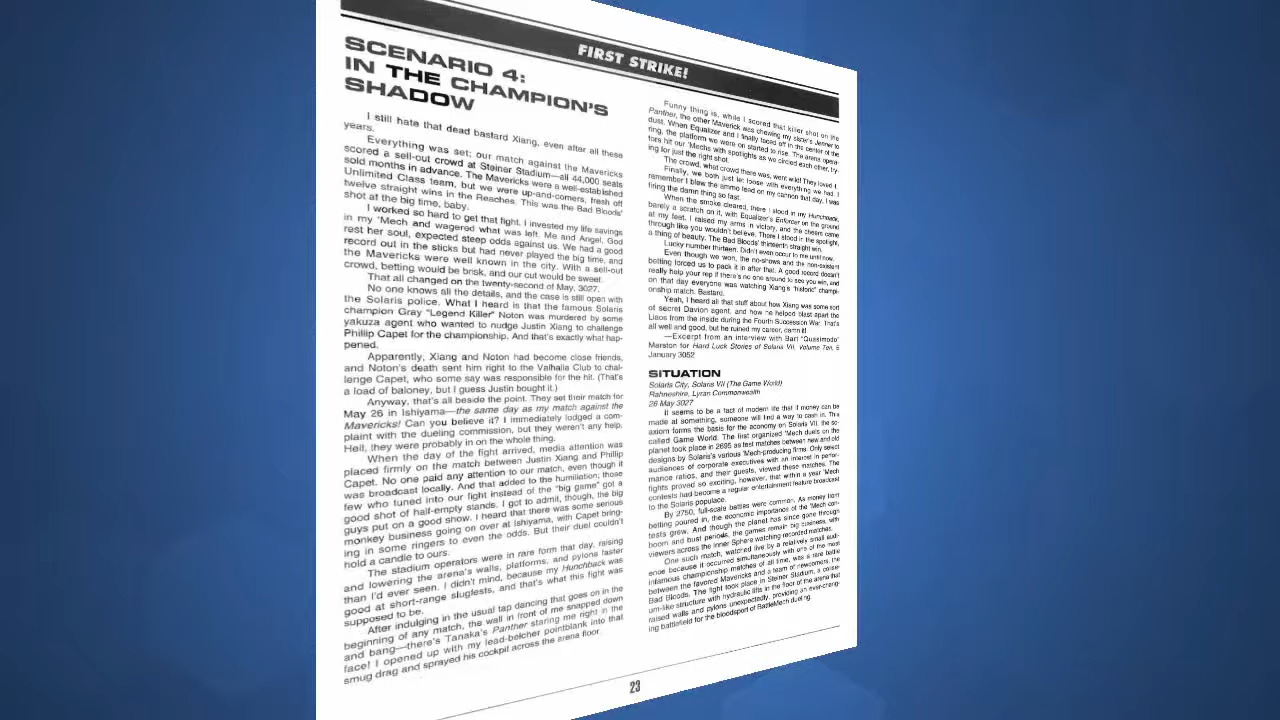 FIRST STRIKE!
SCENARIO 4:
IN THE CHAMPION'S
SHADOW
I still hate that dead bastard Xiang, even after all these
years.
Everything was set; our match against the Mavericks
scored a sell-out crowd at Steiner Stadium—all 44,000 seats
sold months in advance. The Mavericks were a well-established
Unlimited Class team, but we were up-and-comers, fresh off
twelve straight wins in the Reaches. This was the Bad Bloods'
shot at the big time, baby.
I worked so hard to get that fight. I invested my life savings
in my 'Mech and wagered what was left. Me and Angel, God
rest her soul, expected steep odds against us. We had a good
record out in the sticks but had never played the big time, and
the Mavericks were well known in the city. With a sell-out
crowd, betting would be brisk, and our cut would be sweet.
That all changed on the twenty-second of May, 3027.
No one knows all the details, and the case is still open with
the Solaris police. What I heard is that the famous Solaris
champion Gray "Legend Killer" Noton was murdered by some
yakuza agent who wanted to nudge Justin Xiang to challenge
Phillip Capet for the championship. And that's exactly what hap-
pened.
Apparently, Xiang and Noton had become close friends,
and Noton's death sent him right to the Valhalla Club to chal-
lenge Capet, who some say was responsible for the hit. (That's
a load of baloney, but I guess Justin bought it.)
Anyway, that's all beside the point. They set their match for
May 26 in Ishiyama—the same day as my match against the
Mavericks! Can you believe it? I immediately lodged a com-
plaint with the dueling commission, but they weren't any help.
Hell, they were probably in on the whole thing.
When the day of the fight arrived, media attention was
placed firmly on the match between Justin Xiang and Phillip
Capet. No one paid any attention to our match, even though it
was broadcast locally. And that added to the humiliation; those
few who tuned into our fight instead of the "big game" got a
good shot of half-empty stands. I got to admit, though, the big
guys put on a good show. I heard that there was some serious
monkey business going on over at Ishiyama, with Capet bring-
ing in some ringers to even the odds. But their duel couldn't
hold a candle to ours.
The stadium operators were in rare form that day, raising
and lowering the arena's walls, platforms, and pylons faster
than I'd ever seen. I didn't mind, because my Hunchback was
good at short-range slugfests, and that's what this fight was
supposed to be.
After indulging in the usual tap dancing that goes on in the
beginning of any match, the wall in front of me snapped down
and bang—there's Tanaka's Panther staring me right in the
face! I opened up with my lead-belcher pointblank into that
smug drag and sprayed his cockpit across the arena floor.
Funny thing is, while I scored that killer shot on the
Panther, the other Maverick was chewing my sister's Jenner to
dust. When Equalizer and I finally faced off in the center of the
ring, the platform we were on started to rise. The arena opera-
tors hit our 'Mechs with spotlights as we circled each other, try-
ing for just the right shot.
The crowd, what crowd there was, went wild! They loved it.
Finally, we both just let loose with everything we had. I
remember I blew the ammo lead on my cannon that day, I was
firing the damn thing so fast.
When the smoke cleared, there I stood in my Hunchback,
barely a scratch on it, with Equalizer's Enforcer on the ground
at my feet. I raised my arms in victory, and the cheers came
through like you wouldn't believe. There I stood in the spotlight,
a thing of beauty. The Bad Bloods' thirteenth straight win.
Lucky number thirteen. Didn't even occur to me until now.
Even though we won, the no-shows and the non-existent
betting forced us to pack it in after that. A good record doesn't
really help your rep if there's no one around to see you win, and
on that day everyone was watching Xiang's "historic" champi-
onship match. Bastard.
Yeah, I heard all that stuff about how Xiang was some sort
of secret Davion agent, and how he helped blast apart the
Liaos from the inside during the Fourth Succession War. That's
all well and good, but he ruined my career, damn it!
—Excerpt from an interview with Bart "Quasimodo"
Marston for Hard Luck Stories of Solaris VII, Volume Ten, 5
January 3052
SITUATION
Solaris City, Solaris VII (The Game World)
Rahneshire, Lyran Commonwealth
26 May 3027
It seems to be a fact of modern life that if money can be
made at something, someone will find a way to cash in. This
axiom forms the basis for the economy on Solaris VII, the so-
called Game World. The first organized 'Mech duels on the
planet took place in 2695 as test matches between new and old
designs by Solaris's various 'Mech-producing firms. Only select
audiences of corporate executives with an interest in perfor-
mance ratios, and their guests, viewed these matches. The
fights proved so exciting, however, that within a year 'Mech
contests had become a regular entertainment feature broadcast
to the Solaris populace.
By 2750, full-scale battles were common. As money from
betting poured in, the economic importance of the 'Mech con-
tests grew. And though the planet has since gone through
boom and bust periods, the games remain big business, with
viewers across the Inner Sphere watching recorded matches.
One such match, watched live by a relatively small audi-
ence because it occurred simultaneously with one of the most
infamous championship matches of all time, was a rare battle
between the favored Mavericks and a team of newcomers, the
Bad Bloods. The fight took place in Steiner Stadium, a colise-
um-like structure with hydraulic lifts in the floor of the arena that
raised walls and pylons unexpectedly, providing an ever-chang-
ing battlefield for the bloodsport of BattleMech dueling.
23